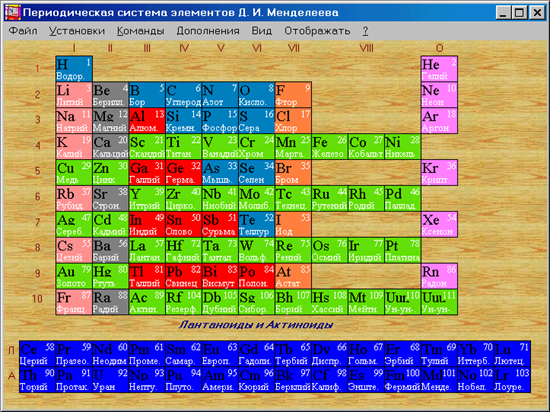 Периодическая система элементов Д. И. Менделеева
Файл Установки Команды Дополнения Вид Отображать ?
I II III IV V VI VII VIII 0
1 H 1 He 2
Водор. Гелий
2 Li 3 Be 4 B 5 C 6 N 7 O 8 F 9 Ne 10
Литий Берилл. Бор Углерод Азот Кисло. Фтор Неон
3 Na 11 Mg 12 Al 13 Si 14 P 15 S 16 Cl 17 Ar 18
Натрий Магний Алюм. Кремн. Фосфор Сера Хлор Аргон
4 K 19 Ca 20 Sc 21 Ti 22 V 23 Cr 24 Mn 25 Fe 26 Co 27 Ni 28
Калий Кальций Скандий Титан Ванадий Хром Марга. Железо Кобальт Никель
5 Cu 29 Zn 30 Ga 31 Ge 32 As 33 Se 34 Br 35 Kr 36
Медь Цинк Галлий Герма. Мышь. Селен Бром Крипт.
6 Rb 37 Sr 38 Y 39 Zr 40 Nb 41 Mo 42 Tc 43 Ru 44 Rh 45 Pd 46
Рубид. Строн. Иттрий Цирко. Ниобий Молиб. Технец. Рутений Родий Паллад.
7 Ag 47 Cd 48 In 49 Sn 50 Sb 51 Te 52 I 53 Xe 54
Сереб. Кадмий Индий Олово Сурьма Теллур Иод Ксенон
8 Cs 55 Ba 56 La 57 Hf 72 Ta 73 W 74 Re 75 Os 76 Ir 77 Pt 78
Цезий Барий Лантан Гафний Тантал Вольф. Рений Осмий Иридий Платина
9 Au 79 Hg 80 Tl 81 Pb 82 Bi 83 Po 84 At 85 Rn 86
Золото Ртуть Таллий Свинец Висмут Полон. Астат Радон
10 Fr 87 Ra 88 Ac 89 Rf 104 Db 105 Sg 106 Bh 107 Hs 108 Mt 109
Франц. Радий Актин. Резерф. Дубний Сибор. Борий Хассий Мейтн. Ун-ун-. Ун-ун-.
Лантаноиды и Актиноиды
Л Ce 58 Pr 59 Nd 60 Pm 61 Sm 62 Eu 63 Gd 64 Tb 65 Dy 66 Ho 67 Er 68 Tu 69 Yb 70 Lu 71
Церий Празео. Неодим Проме. Самар. Европ. Гадоли. Тербий Диспр. Гольм. Эрбий Тулий Иттерб. Лютец.
А Th 90 Pa 91 U 92 Np 93 Pu 94 Am 95 Cm 96 Bk 97 Cf 98 Es 99 Fm 100 Md 101 No 102 Lr 103
Торий Протак. Уран Непту. Плуто. Амери. Кюрий Берклий Калиф. Энште. Фермий Менде. Нобел. Лоуре.